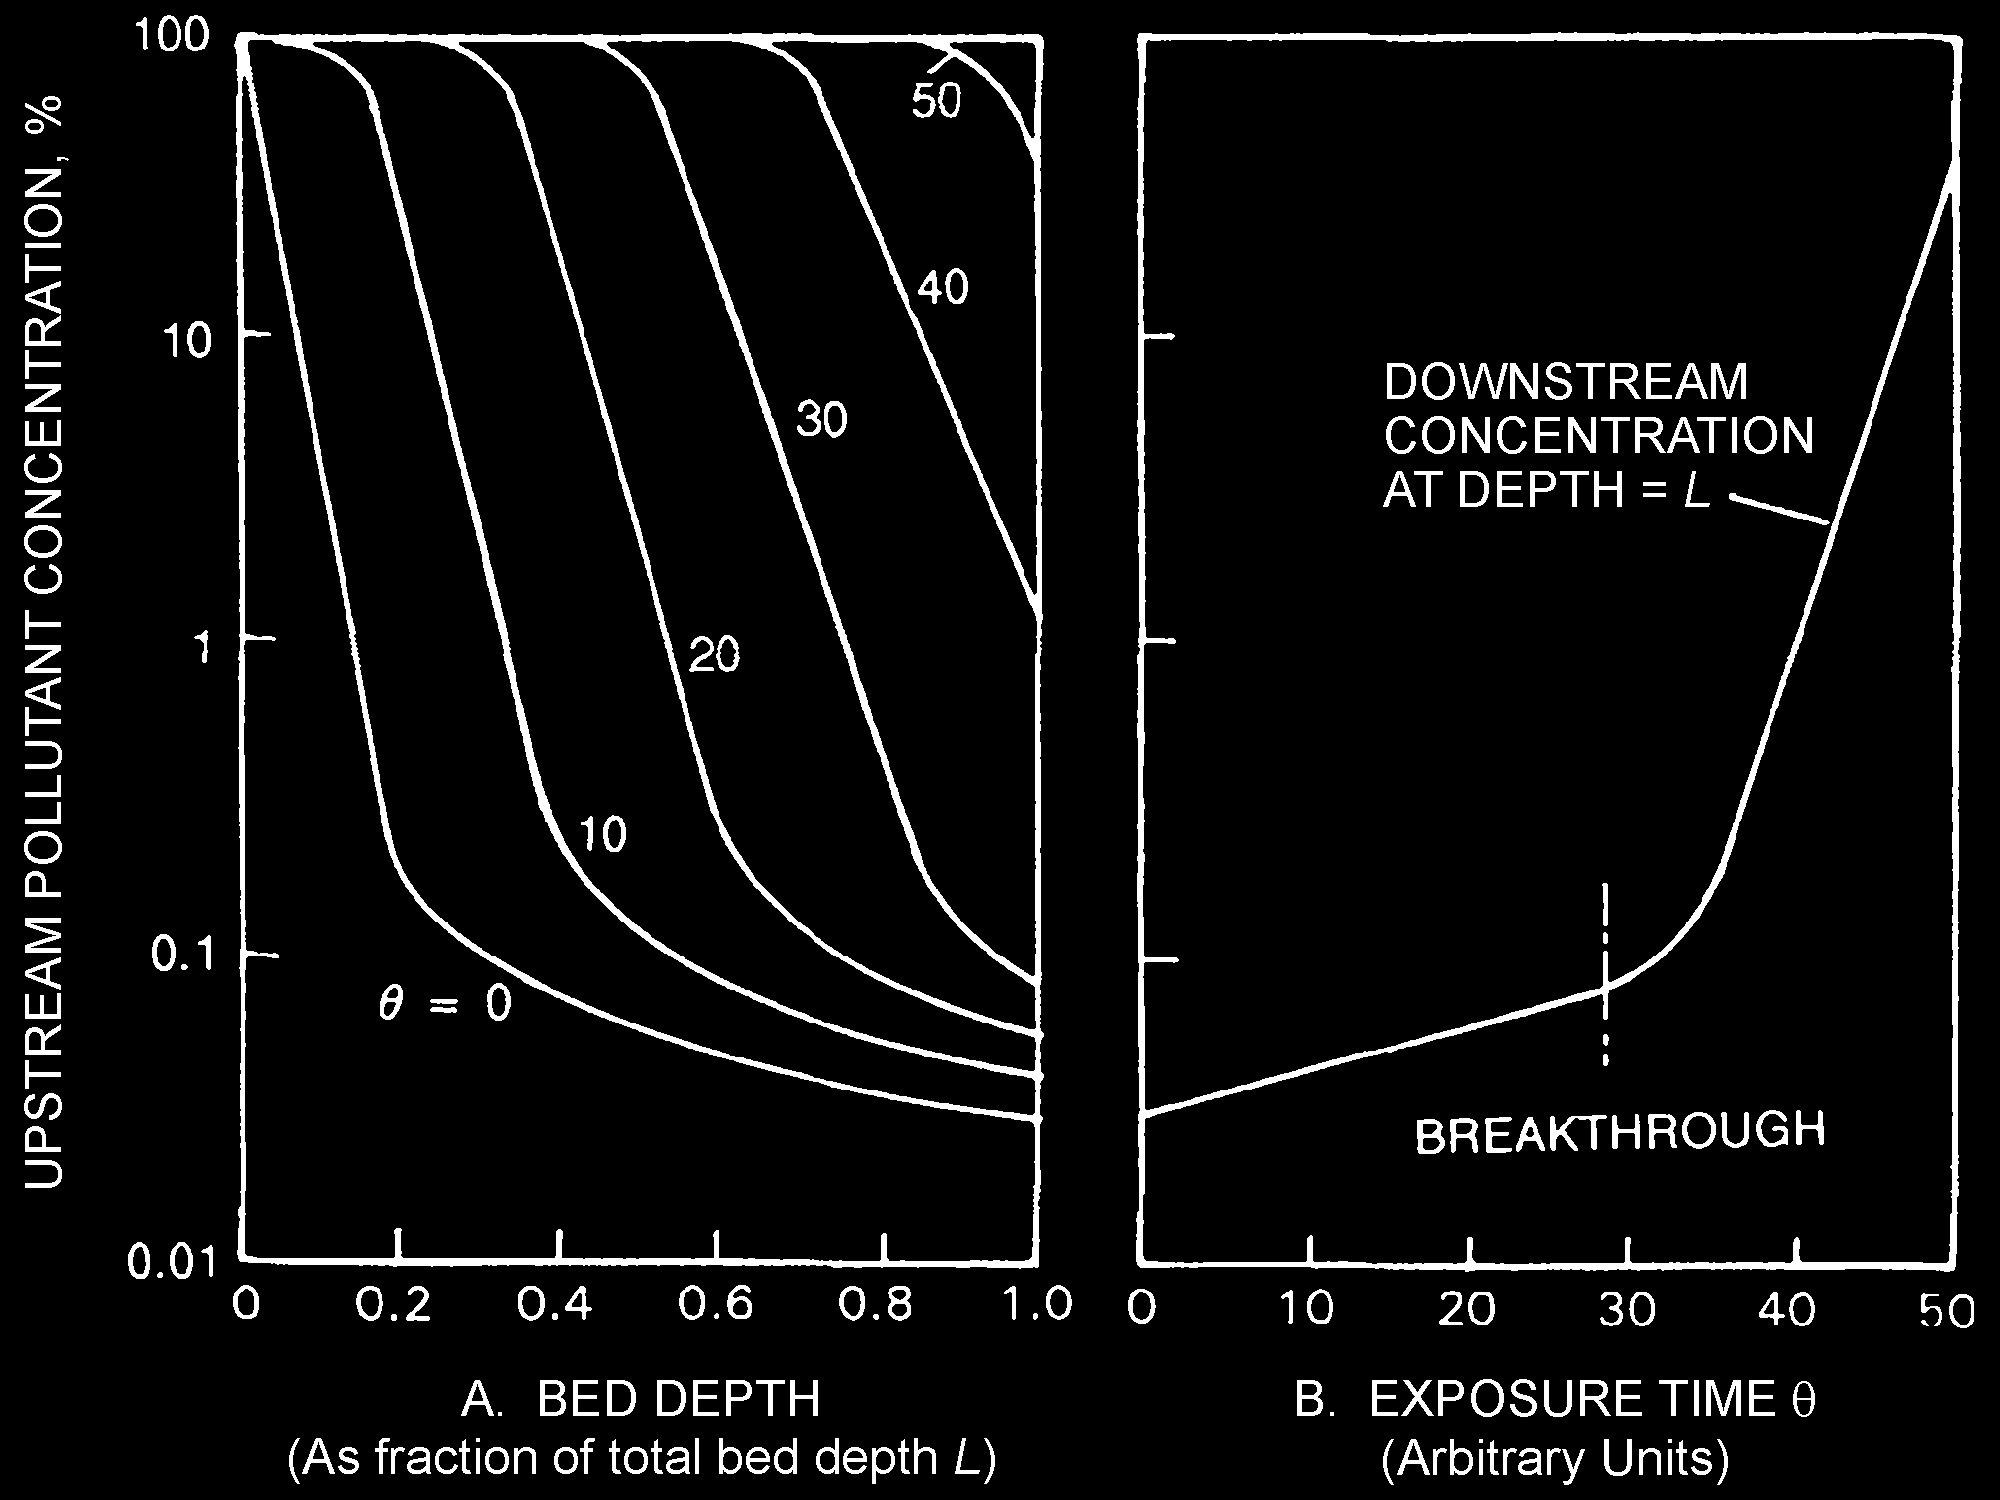 UPSTREAM POLLUTANT CONCENTRATION, %
100
10
1
0.1
0.01
50
40
30
20
10
θ = 0
0 0.2 0.4 0.6 0.8 1.0
A. BED DEPTH
(As fraction of total bed depth L)
DOWNSTREAM
CONCENTRATION
AT DEPTH = L
BREAKTHROUGH
0 10 20 30 40 50
B. EXPOSURE TIME θ
(Arbitrary Units)